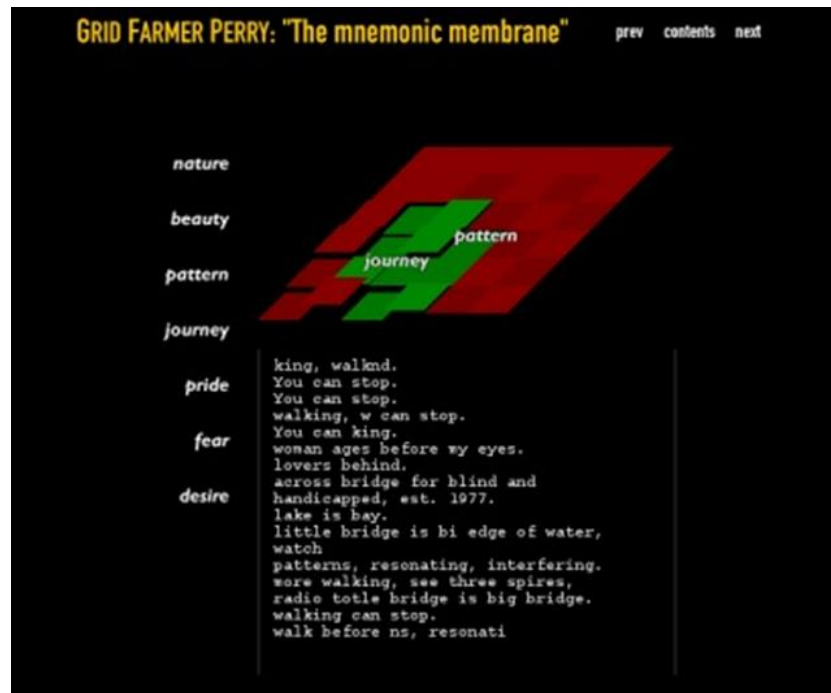 GRID FARMER PERRY: "The mnemonic membrane"
prev contents next
nature
beauty
pattern
journey
pride
fear
desire
pattern
journey
king, walknd.
You can stop.
You can stop.
walking, w can stop.
You can king.
woman ages before my eyes.
lovers behind.
across bridge for blind and
handicapped, est. 1977.
lake is bay.
little bridge is bi edge of water,
watch
patterns, resonating, interfering.
more walking, see three spires,
radio totle bridge is big bridge.
walking can stop.
walk before ns, resonati